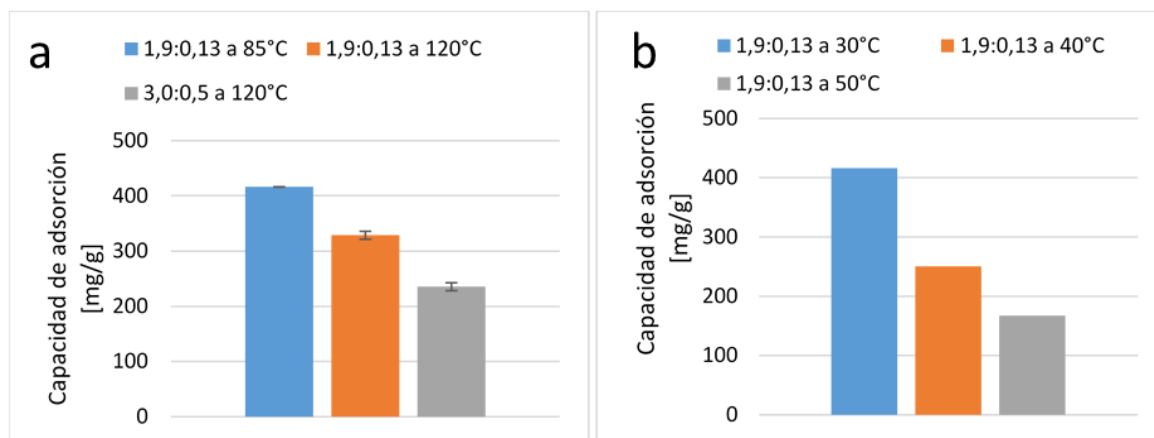 a
1,9:0,13 a 85°C
1,9:0,13 a 120°C
3,0:0,5 a 120°C
Capacidad de adsorción
[mg/g]
500
400
300
200
100
0
b
1,9:0,13 a 30°C
1,9:0,13 a 40°C
1,9:0,13 a 50°C
Capacidad de adsorción
[mg/g]
500
400
300
200
100
0